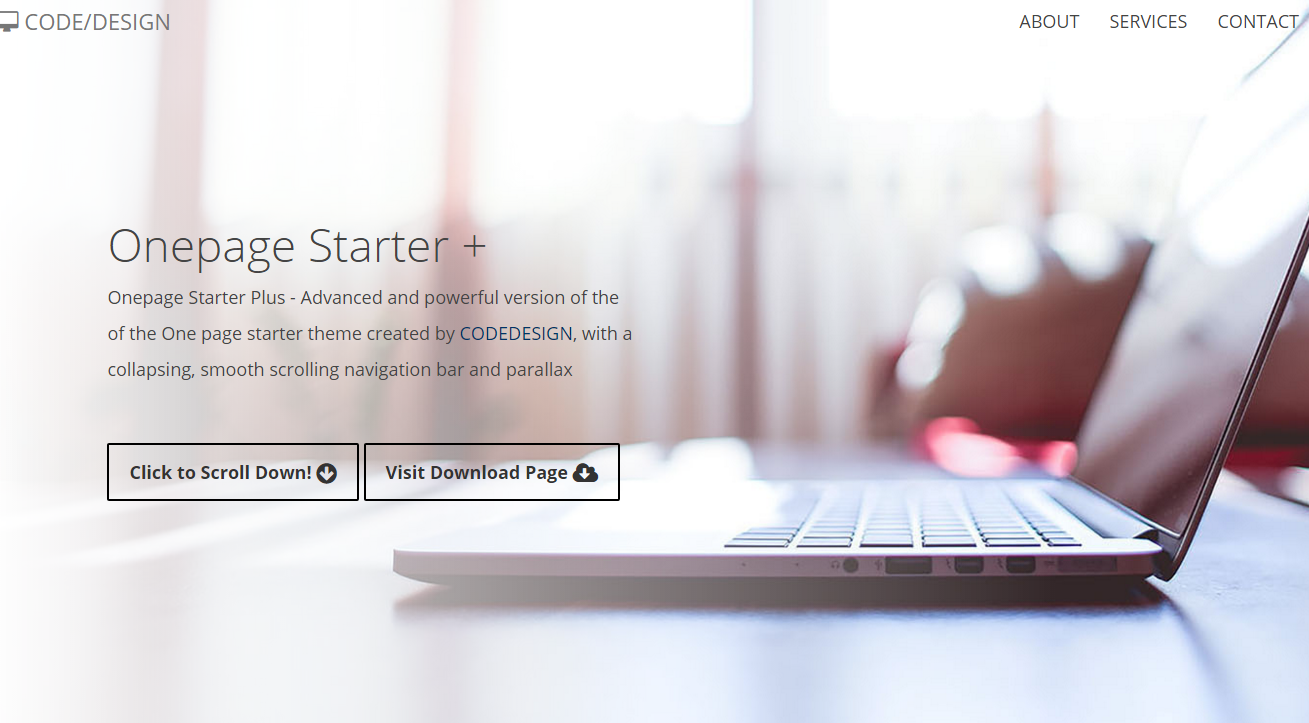 CODE/DESIGN
ABOUT SERVICES CONTACT
Onepage Starter +
Onepage Starter Plus - Advanced and powerful version of the
of the One page starter theme created by CODEDESIGN, with a
collapsing, smooth scrolling navigation bar and parallax
Click to Scroll Down!
Visit Download Page